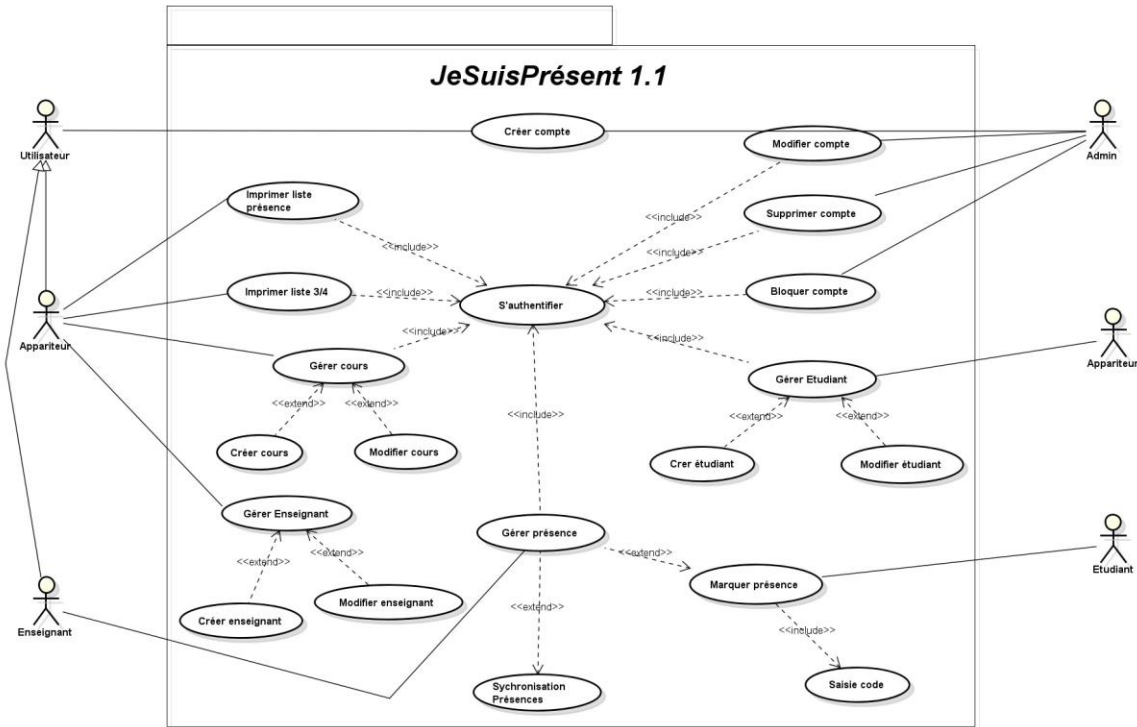 JeSuisPrésent 1.1
Utilisateur
Créer compte
Modifier compte
Admin
Imprimer liste
présence
<<include>>
<<include>>
Supprimer compte
<<include>>
Imprimer liste 3/4
<<include>>
S'authentifier
<<include>>
Bloquer compte
Appariteur
<<include>>
<<include>>
Appariteur
Gérer cours
Gérer Etudiant
<<extend>>
<<extend>>
<<include>>
<<extend>>
<<extend>>
Créer cours
Modifier cours
Crer étudiant
Modifier étudiant
Gérer Enseignant
Gérer présence
<<extend>>
<<extend>>
<<extend>>
Marquer présence
Etudiant
Créer enseignant
Modifier enseignant
<<extend>>
Enseignant
<<include>>
Sychronisation
Présences
Saisie code